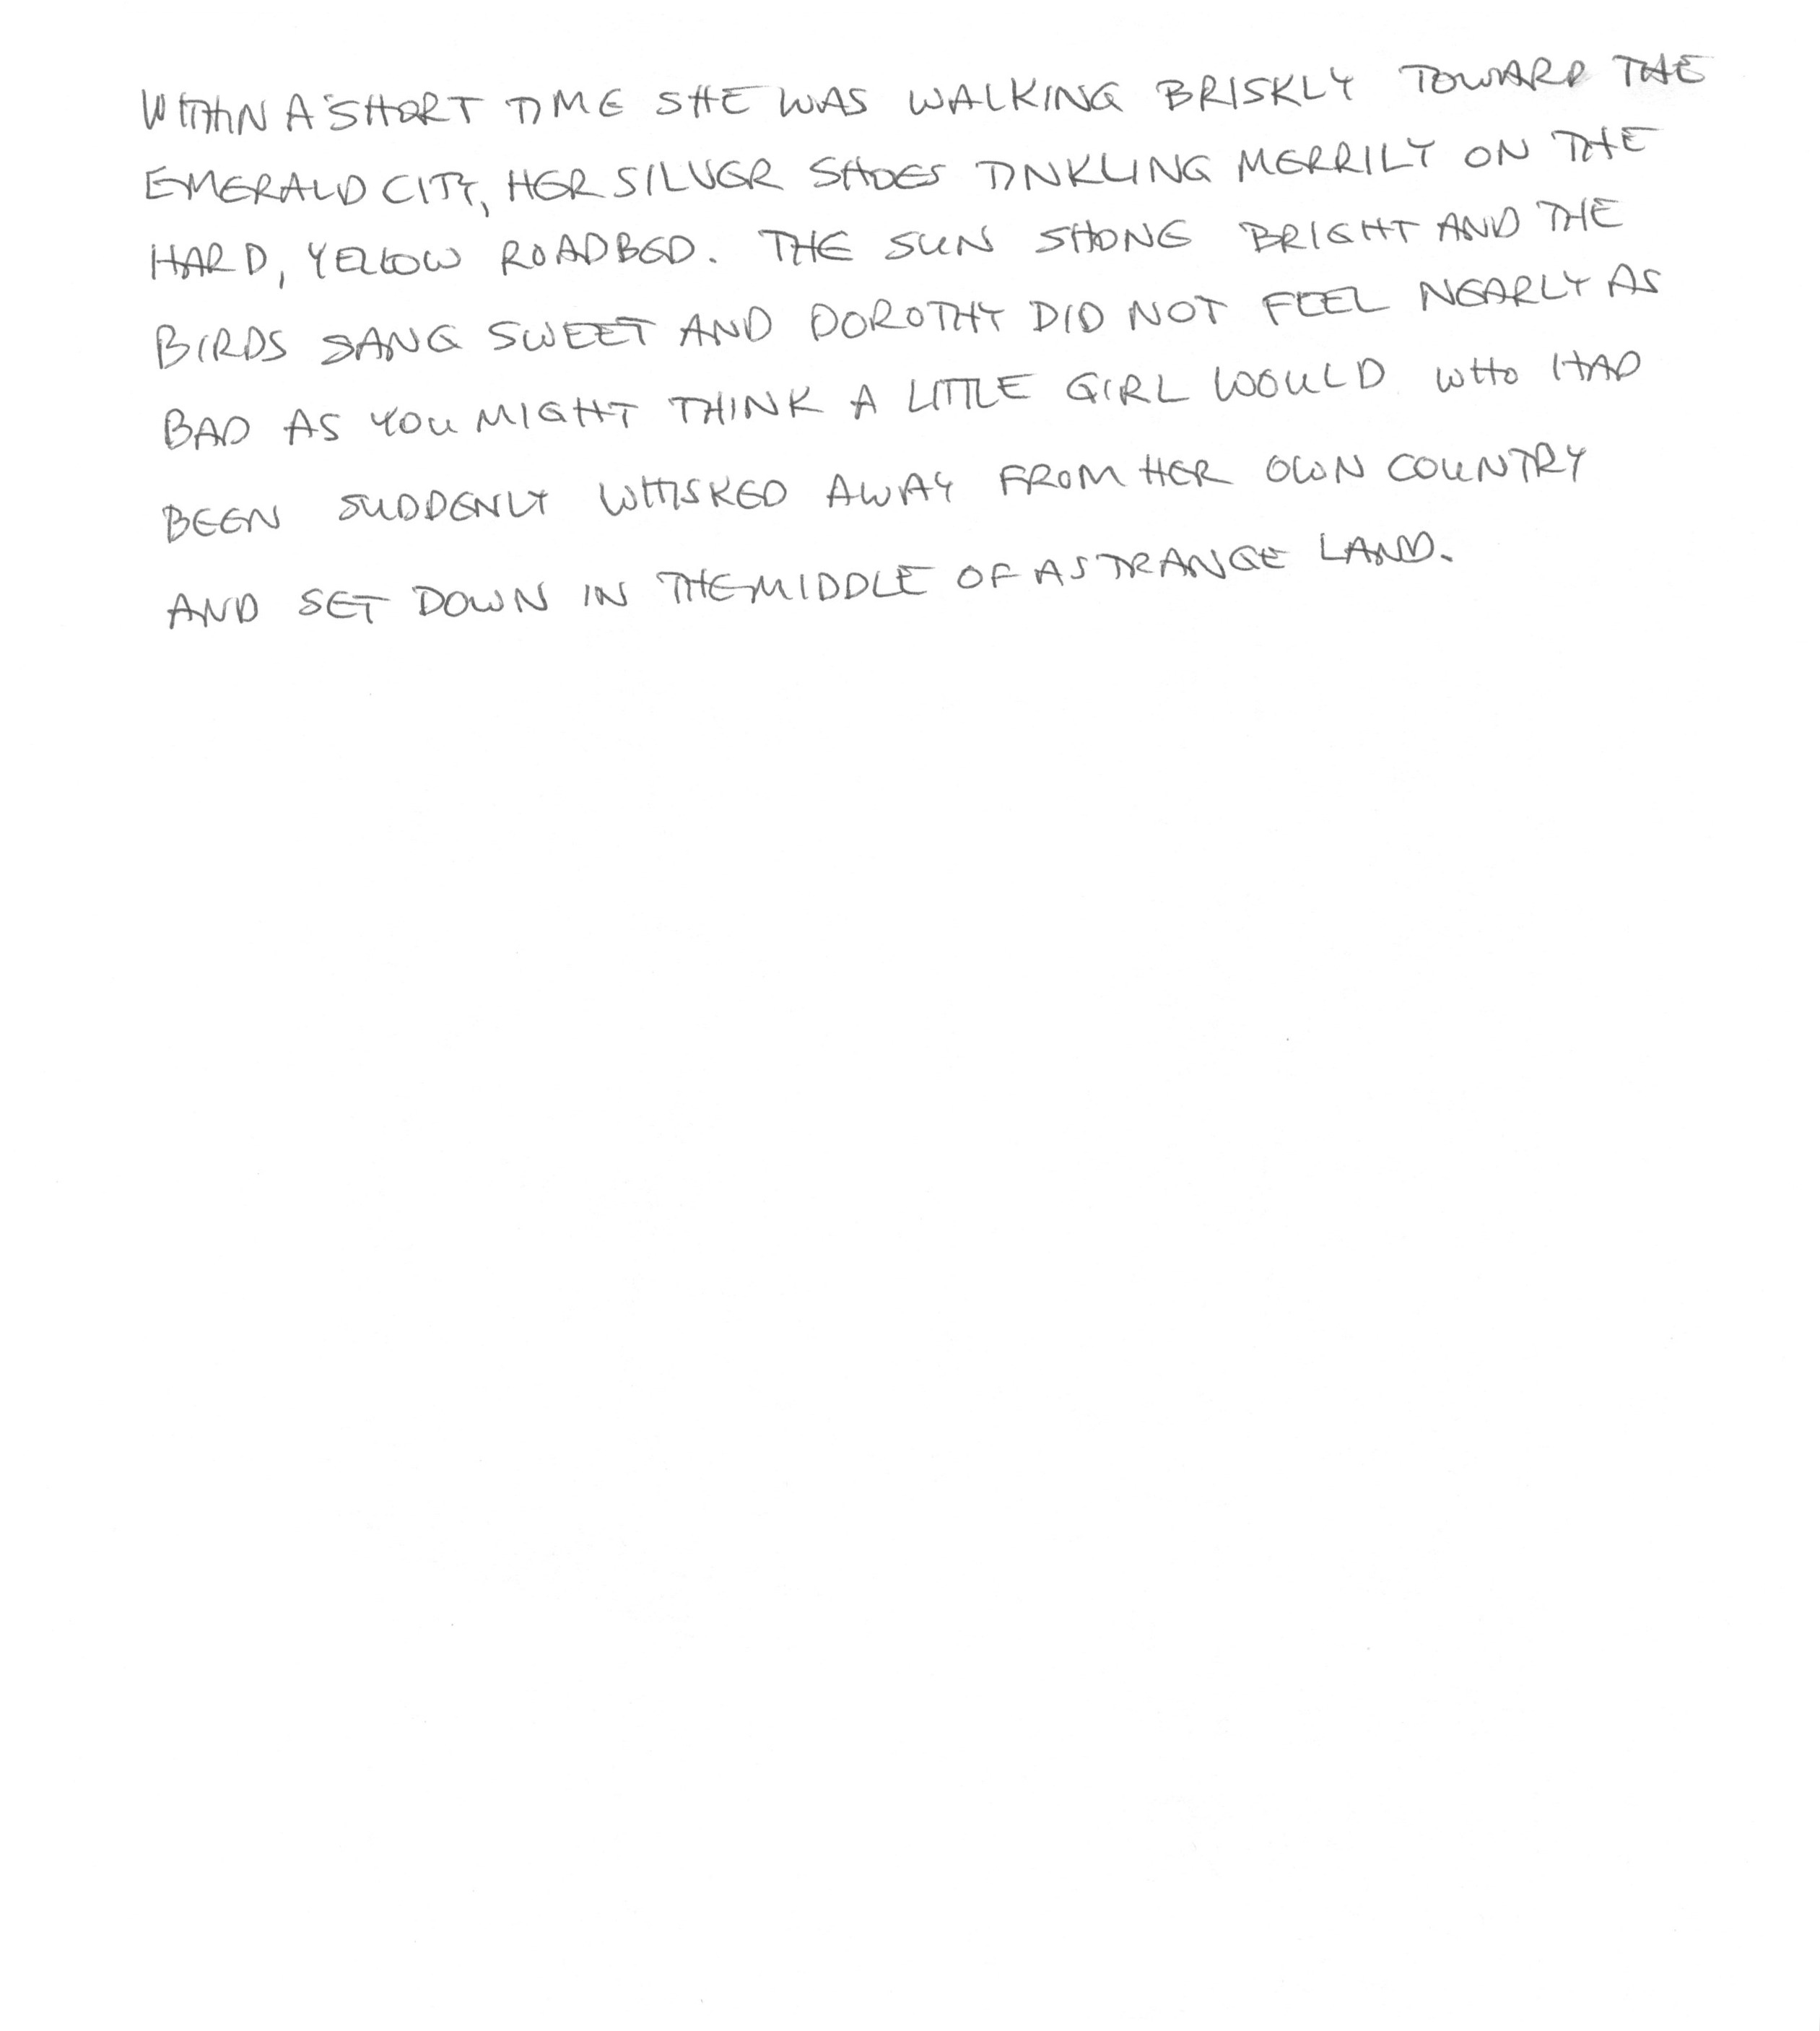 WITHIN A SHORT TIME SHE WAS WALKING BRISKLY TOWARD THE
EMERALD CITY, HER SILVER SHOES TINKLING MERRILY ON THE
HARD, YELLOW ROADBED. THE SUN SHONE BRIGHT AND THE
BIRDS SANG SWEET AND DOROTHY DID NOT FEEL NEARLY AS
BAD AS YOU MIGHT THINK A LITTLE GIRL WOULD WHO HAD
BEEN SUDDENLY WHISKED AWAY FROM HER OWN COUNTRY
AND SET DOWN IN THE MIDDLE OF A STRANGE LAND.